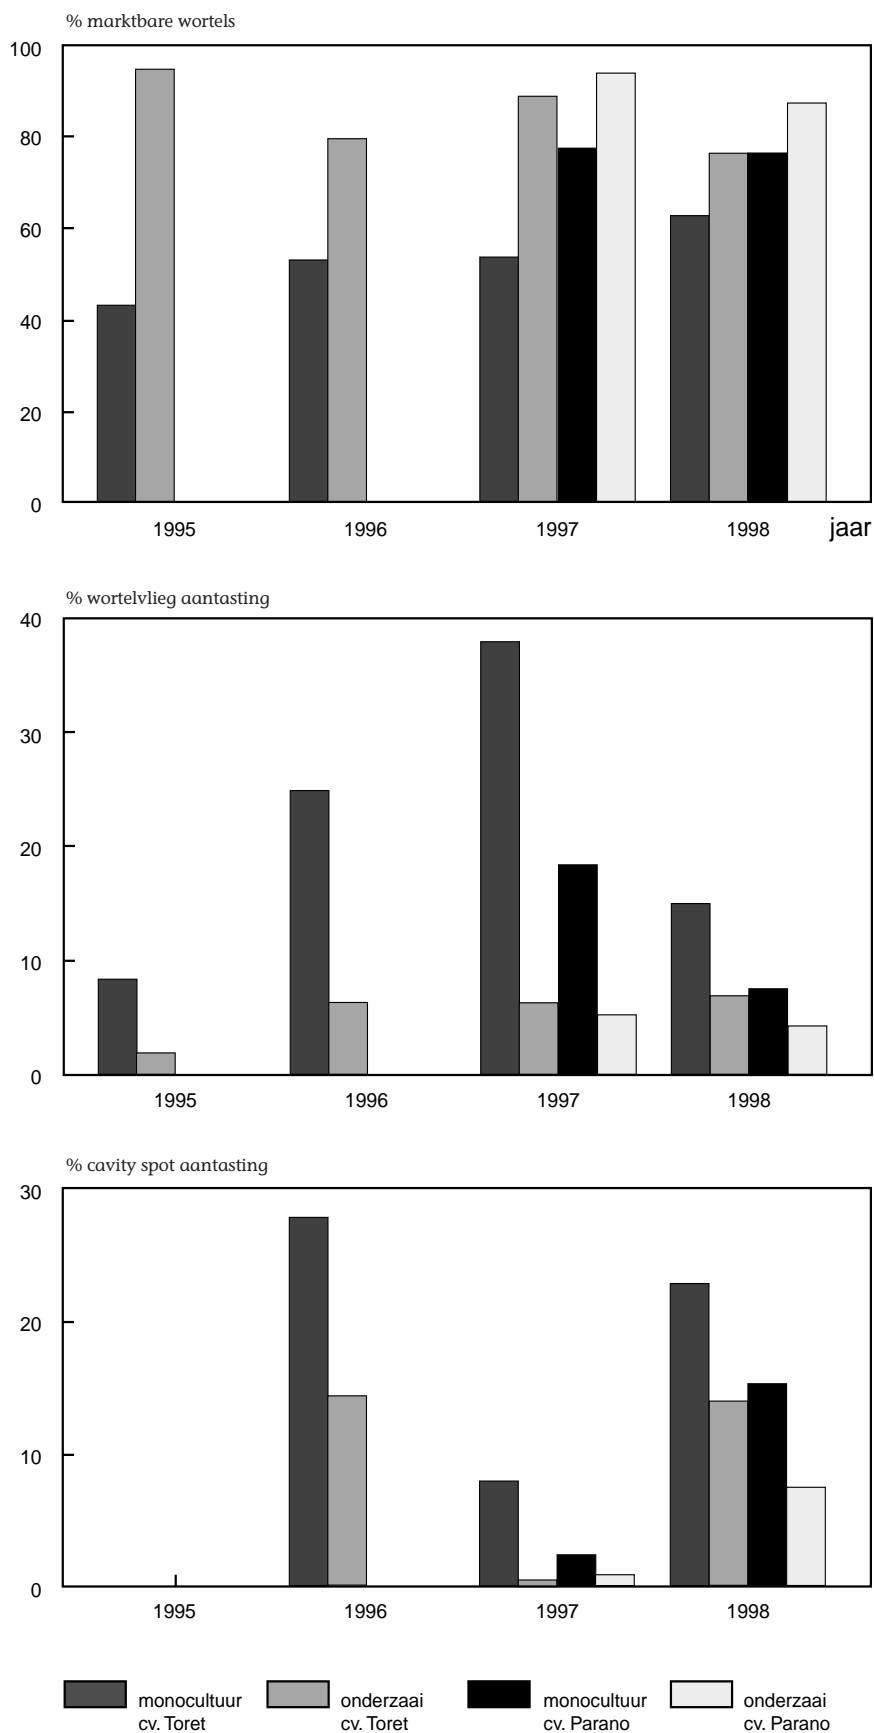 % marktbare wortels
100
80
60
40
20
0
1995 1996 1997 1998 jaar
% wortelvlieg aantasting
40
30
20
10
0
1995 1996 1997 1998
% cavity spot aantasting
30
20
10
0
1995 1996 1997 1998
monocultuur onderzaai monocultuur onderzaai
cv. Toret cv. Toret cv. Parano cv. Parano